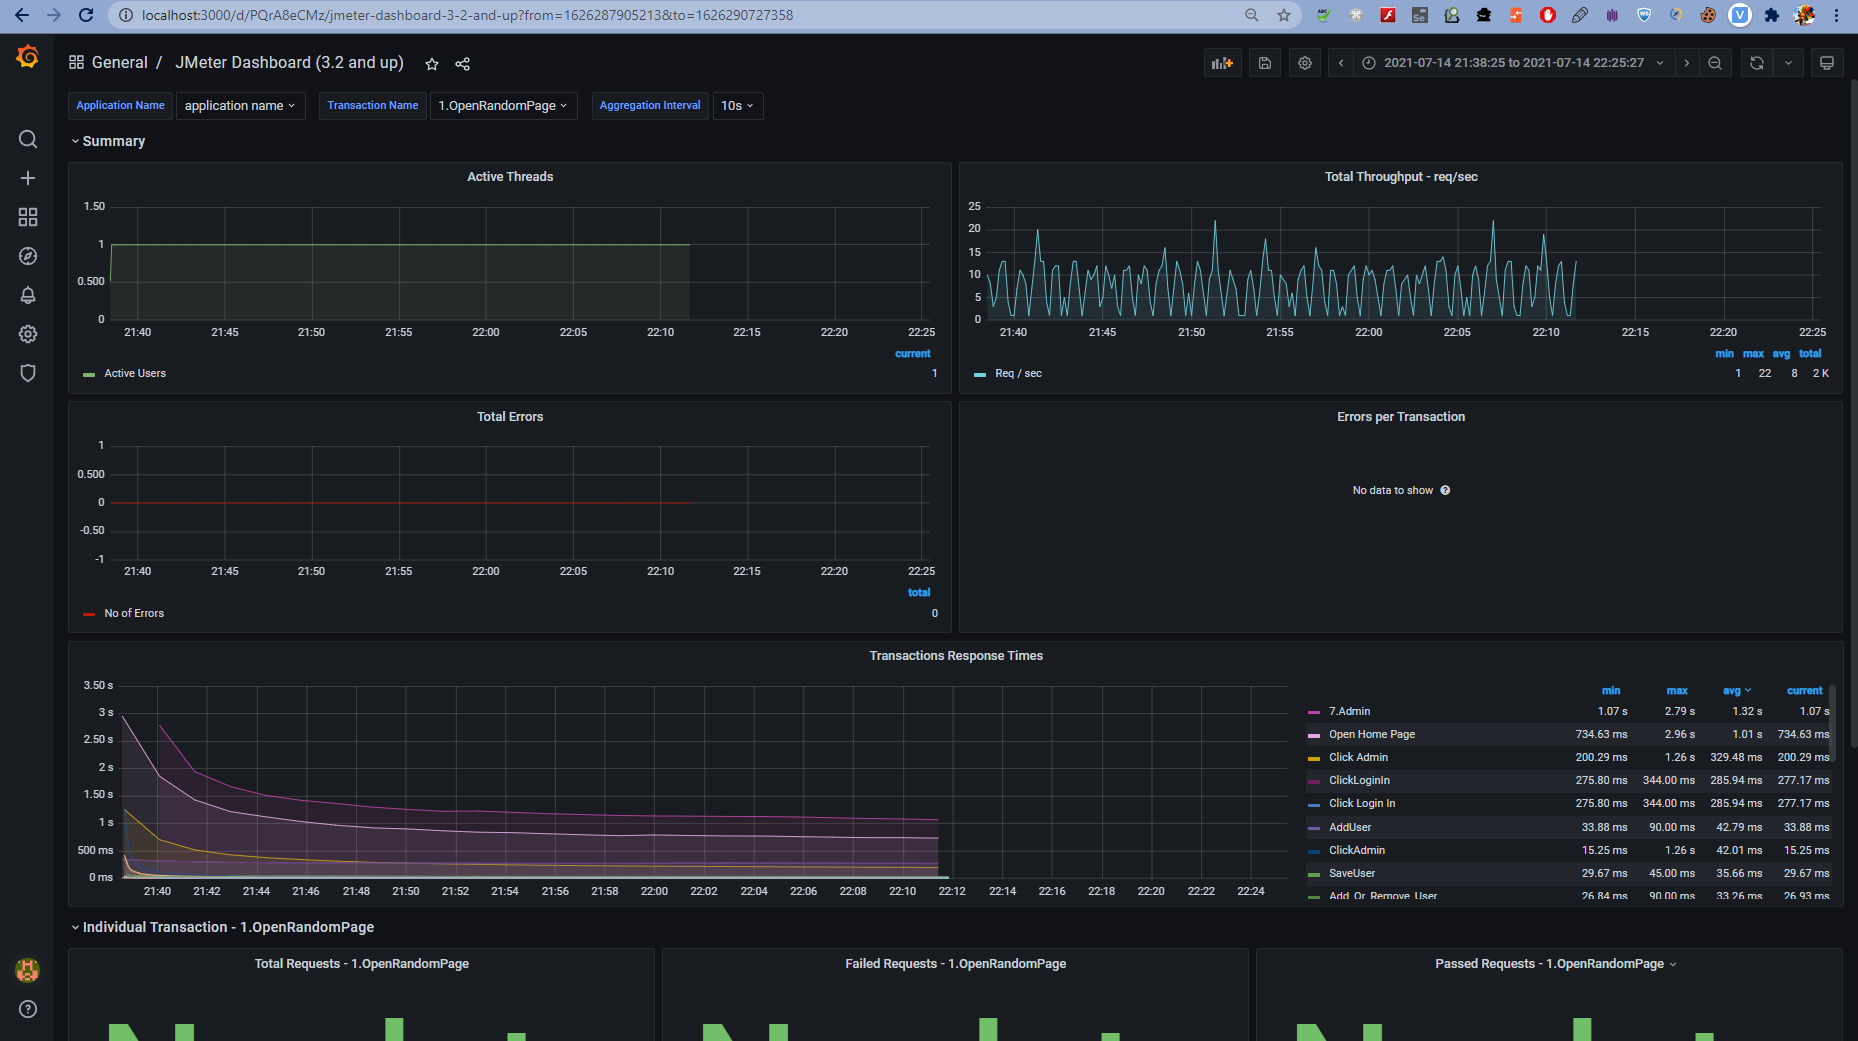 localhost:3000/d/PQrA8eCMz/jmeter-dashboard-3-2-and-up?from=1626287905213&to=1626290727358
General / JMeter Dashboard (3.2 and up)
2021-07-14 21:38:25 to 2021-07-14 22:25:27
Application Name application name Transaction Name 1.OpenRandomPage Aggregation Interval 10s
Summary
Active Threads
1.50
1
0.500
0
21:40 21:45 21:50 21:55 22:00 22:05 22:10 22:15 22:20 22:25
current
Active Users 1
Total Throughput - req/sec
25
20
15
10
5
0
21:40 21:45 21:50 21:55 22:00 22:05 22:10 22:15 22:20 22:25
min max avg total
Req / sec 1 22 8 2 K
Total Errors
1
0.500
0
-0.50
-1
21:40 21:45 21:50 21:55 22:00 22:05 22:10 22:15 22:20 22:25
total
No of Errors 0
Errors per Transaction
No data to show
Transactions Response Times
3.50 s
3 s
2.50 s
2 s
1.50 s
1 s
500 ms
0 ms
21:40 21:42 21:44 21:46 21:48 21:50 21:52 21:54 21:56 21:58 22:00 22:02 22:04 22:06 22:08 22:10 22:12 22:14 22:16 22:18 22:20 22:22 22:24
min max avg current
7.Admin 1.07 s 2.79 s 1.32 s 1.07 s
Open Home Page 734.63 ms 2.96 s 1.01 s 734.63 ms
Click Admin 200.29 ms 1.26 s 329.48 ms 200.29 ms
ClickLoginIn 275.80 ms 344.00 ms 285.94 ms 277.17 ms
Click Login In 275.80 ms 344.00 ms 285.94 ms 277.17 ms
AddUser 33.88 ms 90.00 ms 42.79 ms 33.88 ms
ClickAdmin 15.25 ms 1.26 s 42.01 ms 15.25 ms
SaveUser 29.67 ms 45.00 ms 35.66 ms 29.67 ms
Add_Or_Remove_User 26.84 ms 90.00 ms 33.26 ms 26.93 ms
Individual Transaction - 1.OpenRandomPage
Total Requests - 1.OpenRandomPage
Failed Requests - 1.OpenRandomPage
Passed Requests - 1.OpenRandomPage